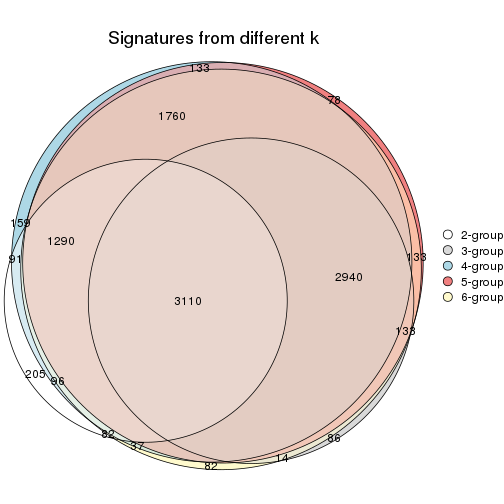 Signatures from different k
133
78
1760
159
1290
91
133
2940
3110
133
205
96
82
37
86
14
82
2-group
3-group
4-group
5-group
6-group